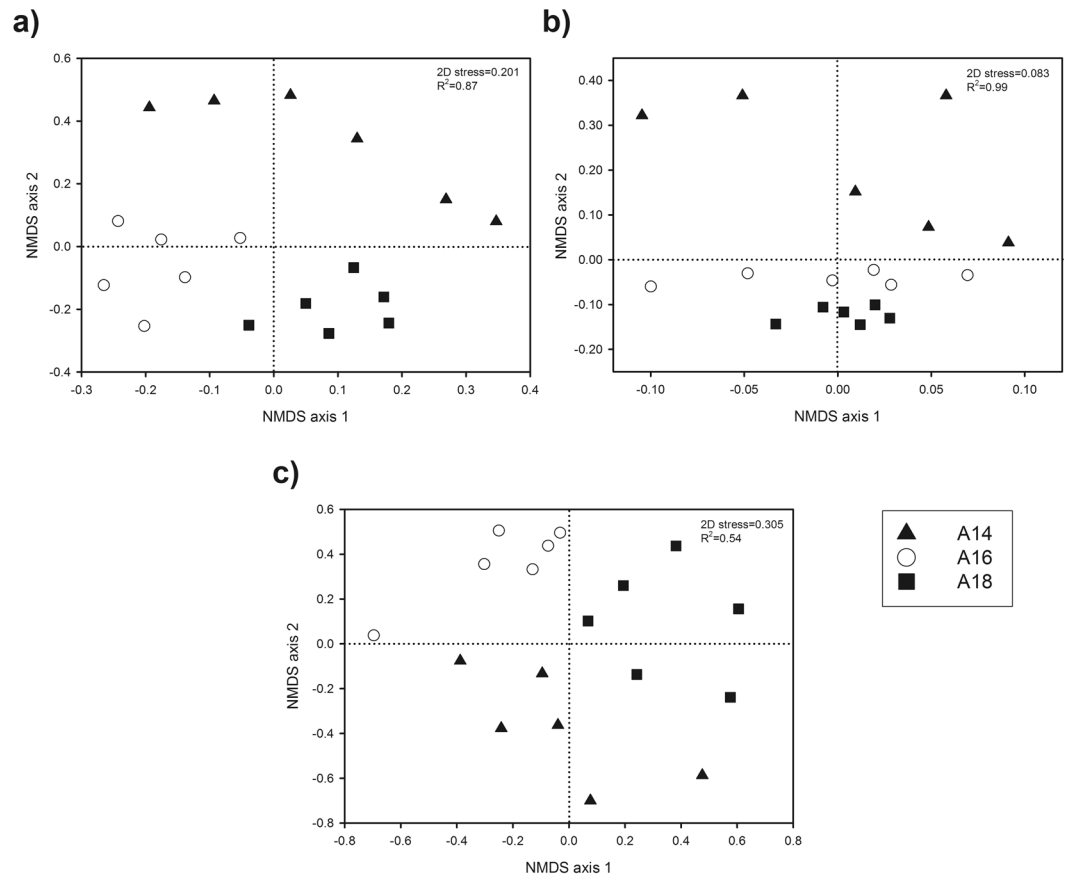 a)
2D stress=0.201
R²=0.87
0.6
0.4
0.2
0.0
-0.2
-0.4
NMDS axis 2
-0.3 -0.2 -0.1 0.0 0.1 0.2 0.3 0.4
NMDS axis 1
b)
2D stress=0.083
R²=0.99
0.40
0.30
0.20
0.10
0.00
-0.10
-0.20
NMDS axis 2
-0.10 -0.05 0.00 0.05 0.10
NMDS axis 1
c)
2D stress=0.305
R²=0.54
0.6
0.4
0.2
0.0
-0.2
-0.4
-0.6
-0.8
NMDS axis 2
-0.8 -0.6 -0.4 -0.2 0.0 0.2 0.4 0.6 0.8
NMDS axis 1
A14
A16
A18